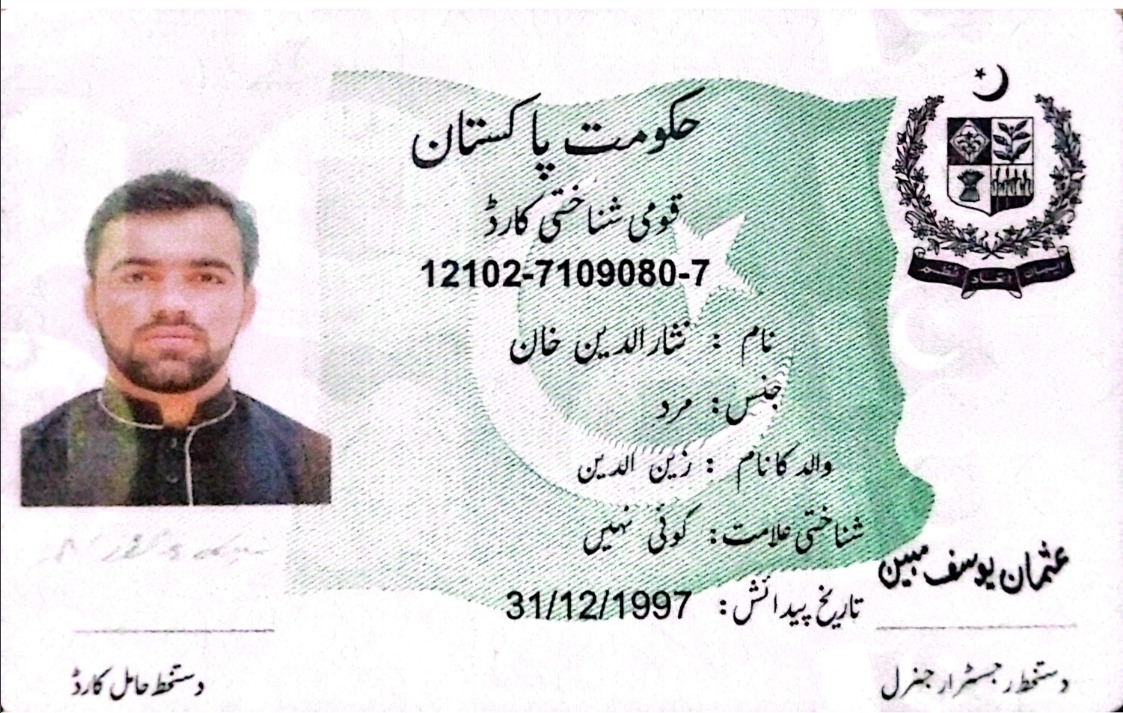 حکومت پاکستان
قومی شناختی کارڈ
12102-7109080-7
نام : نثار الدین خان
جنس: مرد
والد کا نام : زین الدین
شناختی علامت: کوئی نہیں
تاریخ پیدائش: 31/12/1997
ایمان اتحاد نظم
عثمان یوسف مبین
دستخط رجسٹرار جنرل
دستخط حامل کارڈ